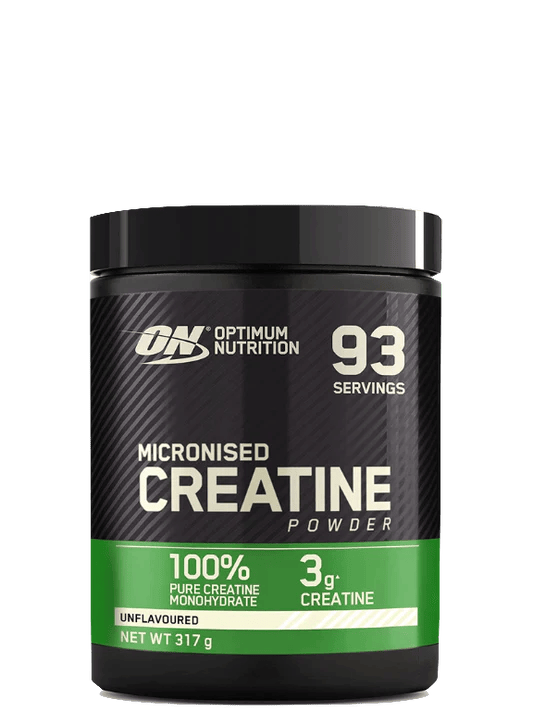 ON® OPTIMUM
NUTRITION
93
SERVINGS
MICRONISED
CREATINE
POWDER
100%
PURE CREATINE
MONOHYDRATE
3g▲
CREATINE
UNFLAVOURED
NET WT 317 g